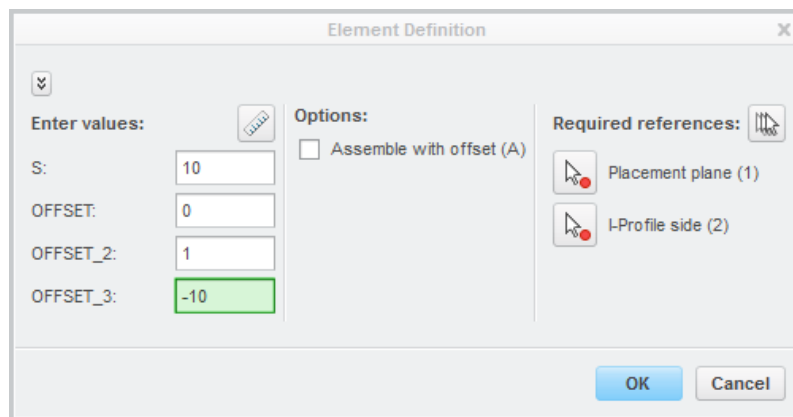 Element Definition
Enter values:
S:
10
OFFSET:
0
OFFSET_2:
1
OFFSET_3:
-10
Options:
Assemble with offset (A)
Required references:
Placement plane (1)
I-Profile side (2)
OK
Cancel